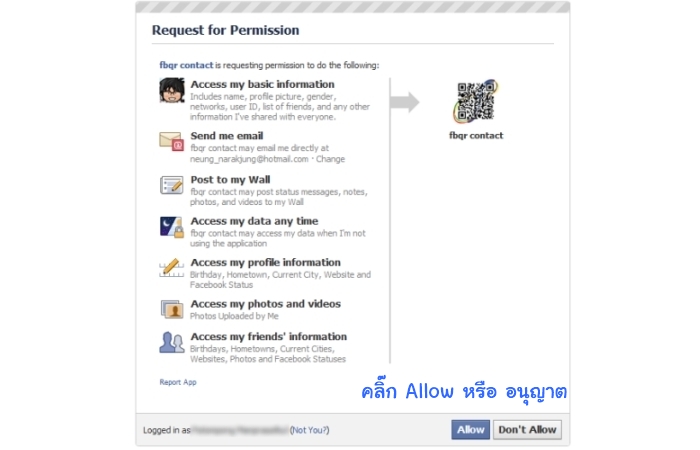 Request for Permission
fbqr contact is requesting permission to do the following:
Access my basic information
Includes name, profile picture, gender,
networks, user ID, list of friends, and any other
information I've shared with everyone.
fbqr contact
Send me email
fbqr contact may email me directly at
neung_narakjung@hotmail.com · Change
Post to my Wall
fbqr contact may post status messages, notes,
photos, and videos to my Wall
Access my data any time
fbqr contact may access my data when I'm not
using the application
Access my profile information
Birthday, Hometown, Current City, Website and
Facebook Status
Access my photos and videos
Photos Uploaded by Me
Access my friends' information
Birthdays, Hometowns, Current Cities,
Websites, Photos and Facebook Statuses
Report App
คลิ๊ก Allow หรือ อนุญาต
Logged in as (Not You?)
Allow Don't Allow